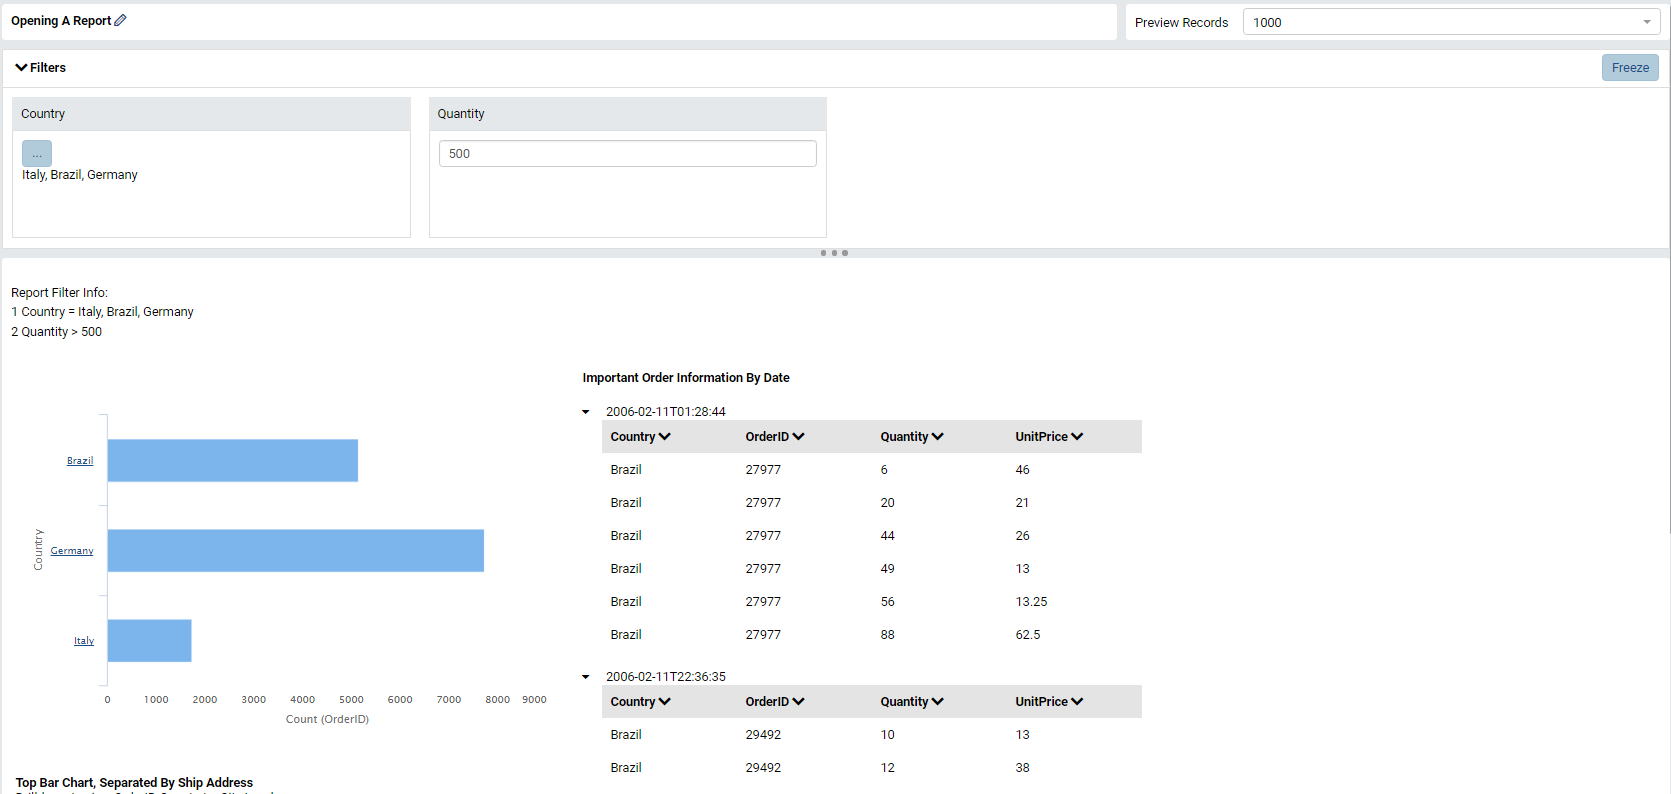 Opening A Report
Preview Records
1000
Filters
Freeze
Country
...
Italy, Brazil, Germany
Quantity
500
Report Filter Info:
1 Country = Italy, Brazil, Germany
2 Quantity > 500
Country
Brazil
Germany
Italy
0 1000 2000 3000 4000 5000 6000 7000 8000 9000
Count (OrderID)
Important Order Information By Date
2006-02-11T01:28:44
Country OrderID Quantity UnitPrice
Brazil 27977 6 46
Brazil 27977 20 21
Brazil 27977 44 26
Brazil 27977 49 13
Brazil 27977 56 13.25
Brazil 27977 88 62.5
2006-02-11T22:36:35
Country OrderID Quantity UnitPrice
Brazil 29492 10 13
Brazil 29492 12 38
Top Bar Chart, Separated By Ship Address